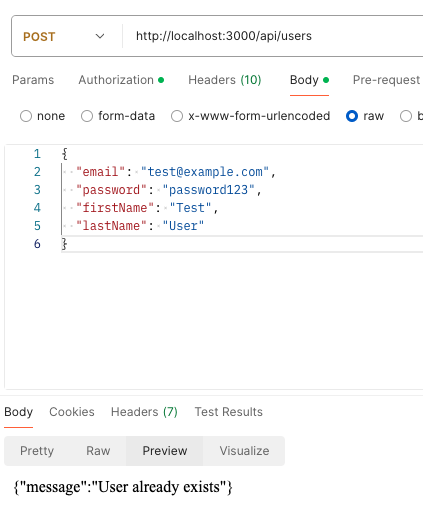 POST http://localhost:3000/api/users
Params Authorization Headers (10) Body Pre-request
none form-data x-www-form-urlencoded raw b
1 {
2 "email": "test@example.com",
3 "password": "password123",
4 "firstName": "Test",
5 "lastName": "User"
6 }
Body Cookies Headers (7) Test Results
Pretty Raw Preview Visualize
{"message":"User already exists"}